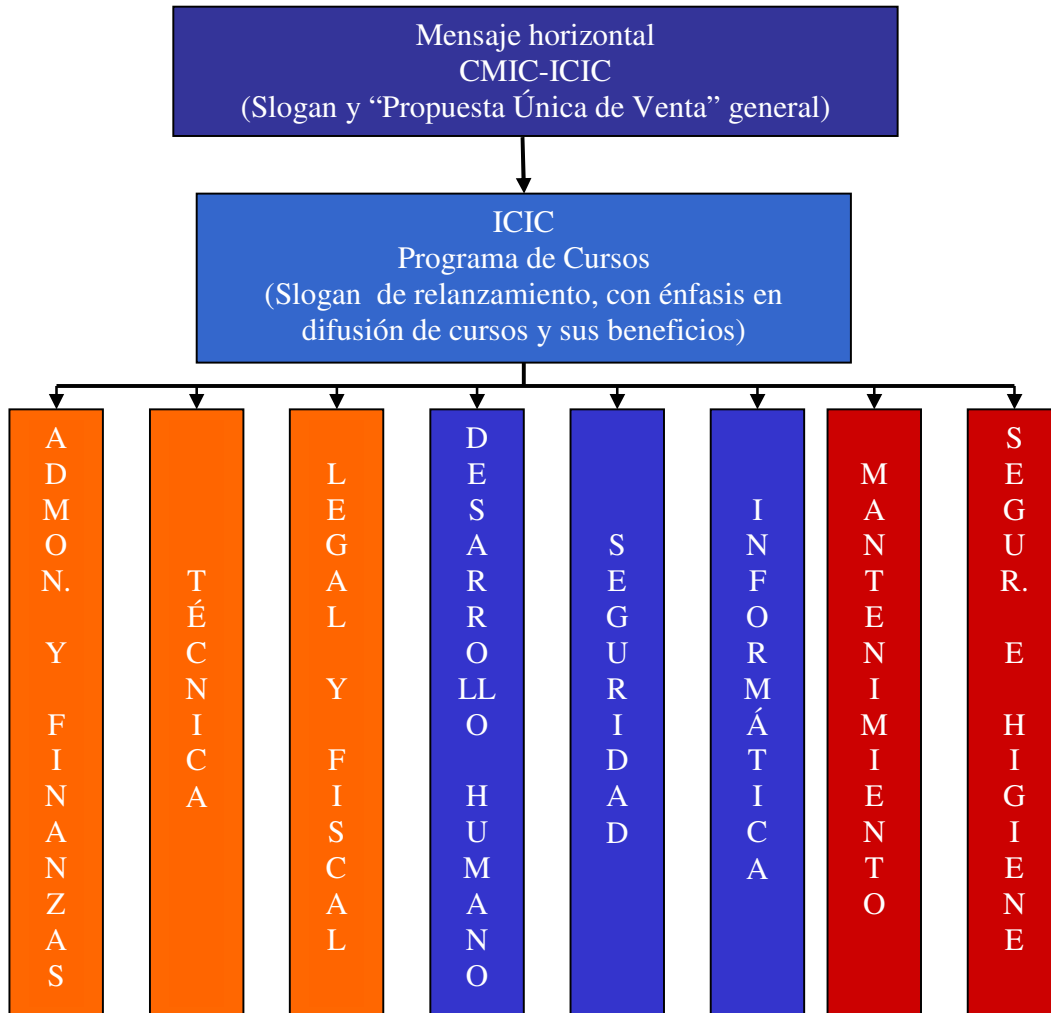 Mensaje horizontal
CMIC-ICIC
(Slogan y “Propuesta Única de Venta” general)
ICIC
Programa de Cursos
(Slogan de relanzamiento, con énfasis en
difusión de cursos y sus beneficios)
ADMON. Y FINANZAS
TÉCNICA
LEGAL Y FISCAL
DESARROLLO HUMANO
SEGURIDAD
INFORMÁTICA
MANTENIMIENTO
SEGUR. E HIGIENE